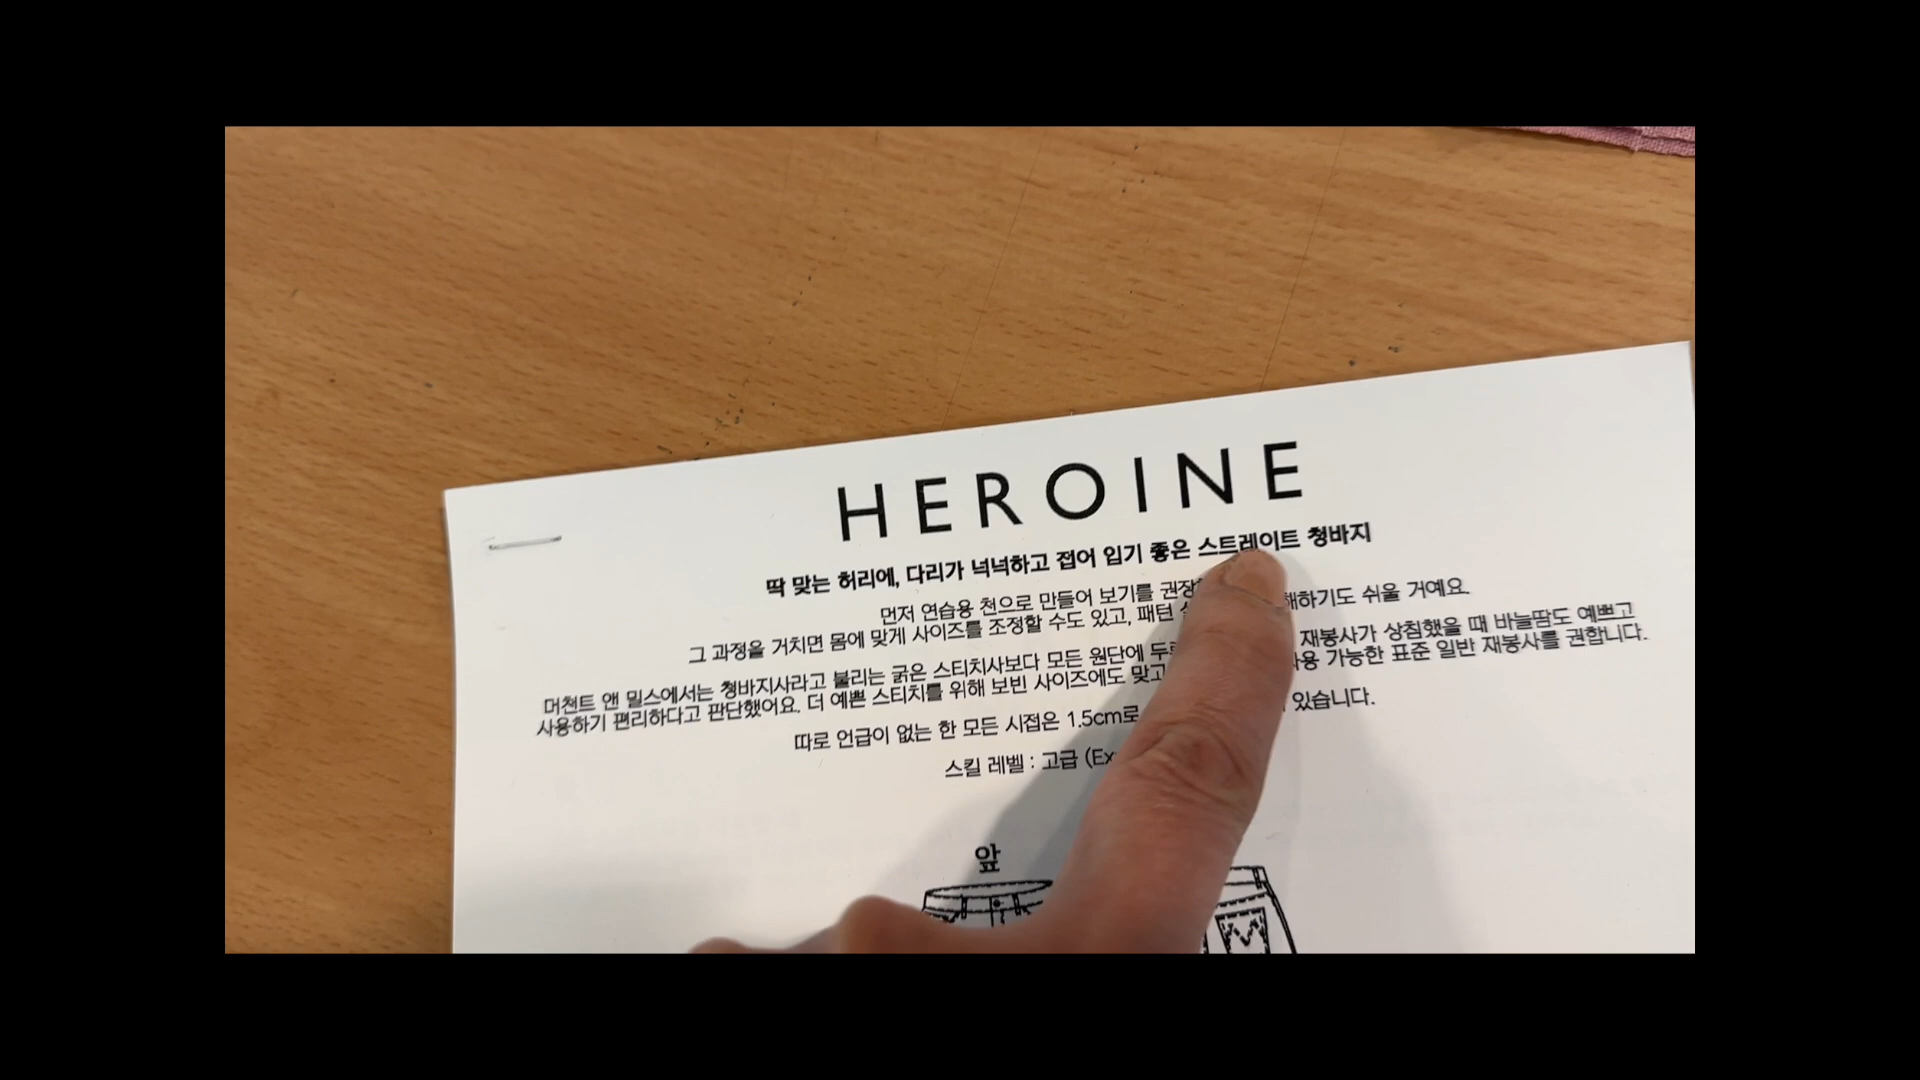 HEROINE
딱 맞는 허리에, 다리가 넉넉하고 접어 입기 좋은 스트레이트 청바지
먼저 연습용 천으로 만들어 보기를 해하기도 쉬울 거예요.
그 과정을 거치면 몸에 맞게 사이즈를 조정할 수도 있고, 패턴
머천트 앤 밀스에서는 청바지사라고 불리는 굵은 스티치사보다 모든 원단에 재봉사가 상침했을 때 바늘땀도 예쁘고
사용하기 편리하다고 판단했어요. 더 예쁜 스티치를 위해 보빈 사이즈에도 맞고 가능한 표준 일반 재봉사를 권합니다.
따로 언급이 없는 한 모든 시접은 1.5cm로 있습니다.
스킬 레벨 : 고급
앞